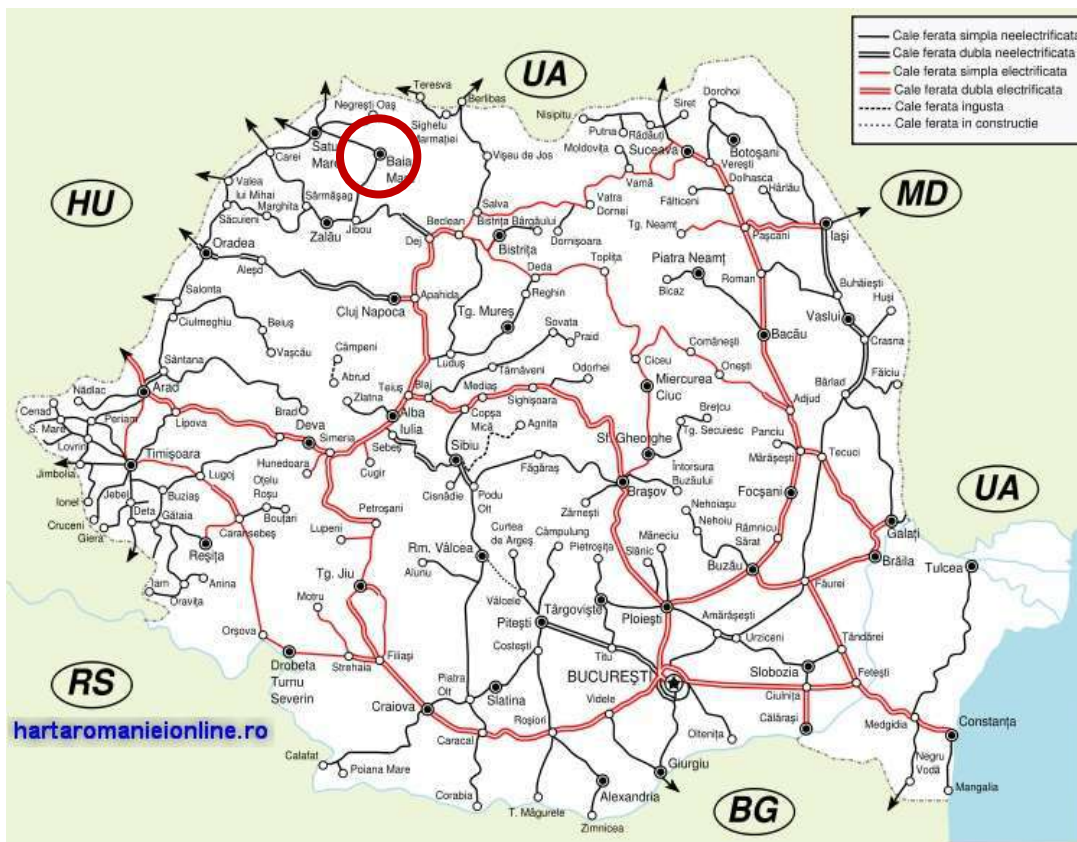 Cale ferata simpla neelectrificata
Cale ferata dubla neelectrificata
Cale ferata simpla electrificata
Cale ferata dubla electrificata
Cale ferata ingusta
Cale ferata in constructie
UA
HU
MD
UA
RS
BG
Teresva
Berlibas
Negrești Oaș
Sighetu
Marmației
Satu
Mare
Baia
Carei
Vișeu de Jos
Nisipitu
Siret
Dorohoi
Putna
Rădăuți
Suceava
Moldovița
Vama
Verești
Botoșani
Dolhasca
Hârlău
Fălticeni
Vatra
Dornei
Dornișoara
Tg. Neamț
Pașcani
Iași
Valea
lui Mihai
Săcuieni
Marghita
Sărmășag
Zalău
Jibou
Salva
Beclean
Bistrița Bârgăului
Bistrița
Dej
Oradea
Aleșd
Cluj Napoca
Apahida
Deda
Reghin
Toplița
Piatra Neamț
Bicaz
Roman
Buhăiești
Huși
Vaslui
Crasna
Bacău
Salonta
Ciulmeghiu
Beiuș
Vașcău
Tg. Mureș
Luduș
Sovata
Praid
Ciceu
Comănești
Onești
Miercurea
Ciuc
Fălciu
Bârlad
Adjud
Sântana
Nădlac
Arad
Câmpeni
Abrud
Zlatna
Teiuș
Blaj
Târnăveni
Mediaș
Odorhei
Sighișoara
Copșa
Mică
Agnita
Alba
Iulia
Brad
Deva
Simeria
Sebeș
Cugir
Hunedoara
Sibiu
Cisnădie
Podu
Olt
Făgăraș
Sf. Gheorghe
Brețcu
Tg. Secuiesc
Întorsura
Buzăului
Brașov
Zărnești
Panciu
Mărășești
Tecuci
Focșani
Galați
Cenad
S. Mare
Periam
Lovrin
Lipova
Timișoara
Jimbolia
Lugoj
Ionel
Jebel
Buziaș
Oțelu
Roșu
Cruceni
Deta
Gătaia
Bouțari
Caransebeș
Giera
Reșița
Anina
Oravița
Petroșani
Lupeni
Tg. Jiu
Motru
Rm. Vâlcea
Alunu
Curtea
de Argeș
Câmpulung
Pietroșița
Slănic
Măneciu
Nehoiașu
Nehoiu
Râmnicu
Sărat
Buzău
Brăila
Făurei
Tulcea
Vâlcele
Târgoviște
Ploiești
Amărășești
Urziceni
Țăndărei
Pitești
Costești
Titu
Orșova
Drobeta
Turnu
Severin
Strehaia
Filiași
Piatra
Olt
Slatina
BUCUREȘTI
Slobozia
Fetești
Ciulnița
Călărași
Videle
Craiova
Caracal
Roșiori
Oltenița
Medgidia
Constanța
Negru
Vodă
Mangalia
Calafat
Poiana Mare
Corabia
T. Măgurele
Alexandria
Zimnicea
Giurgiu
hartaromanieionline.ro